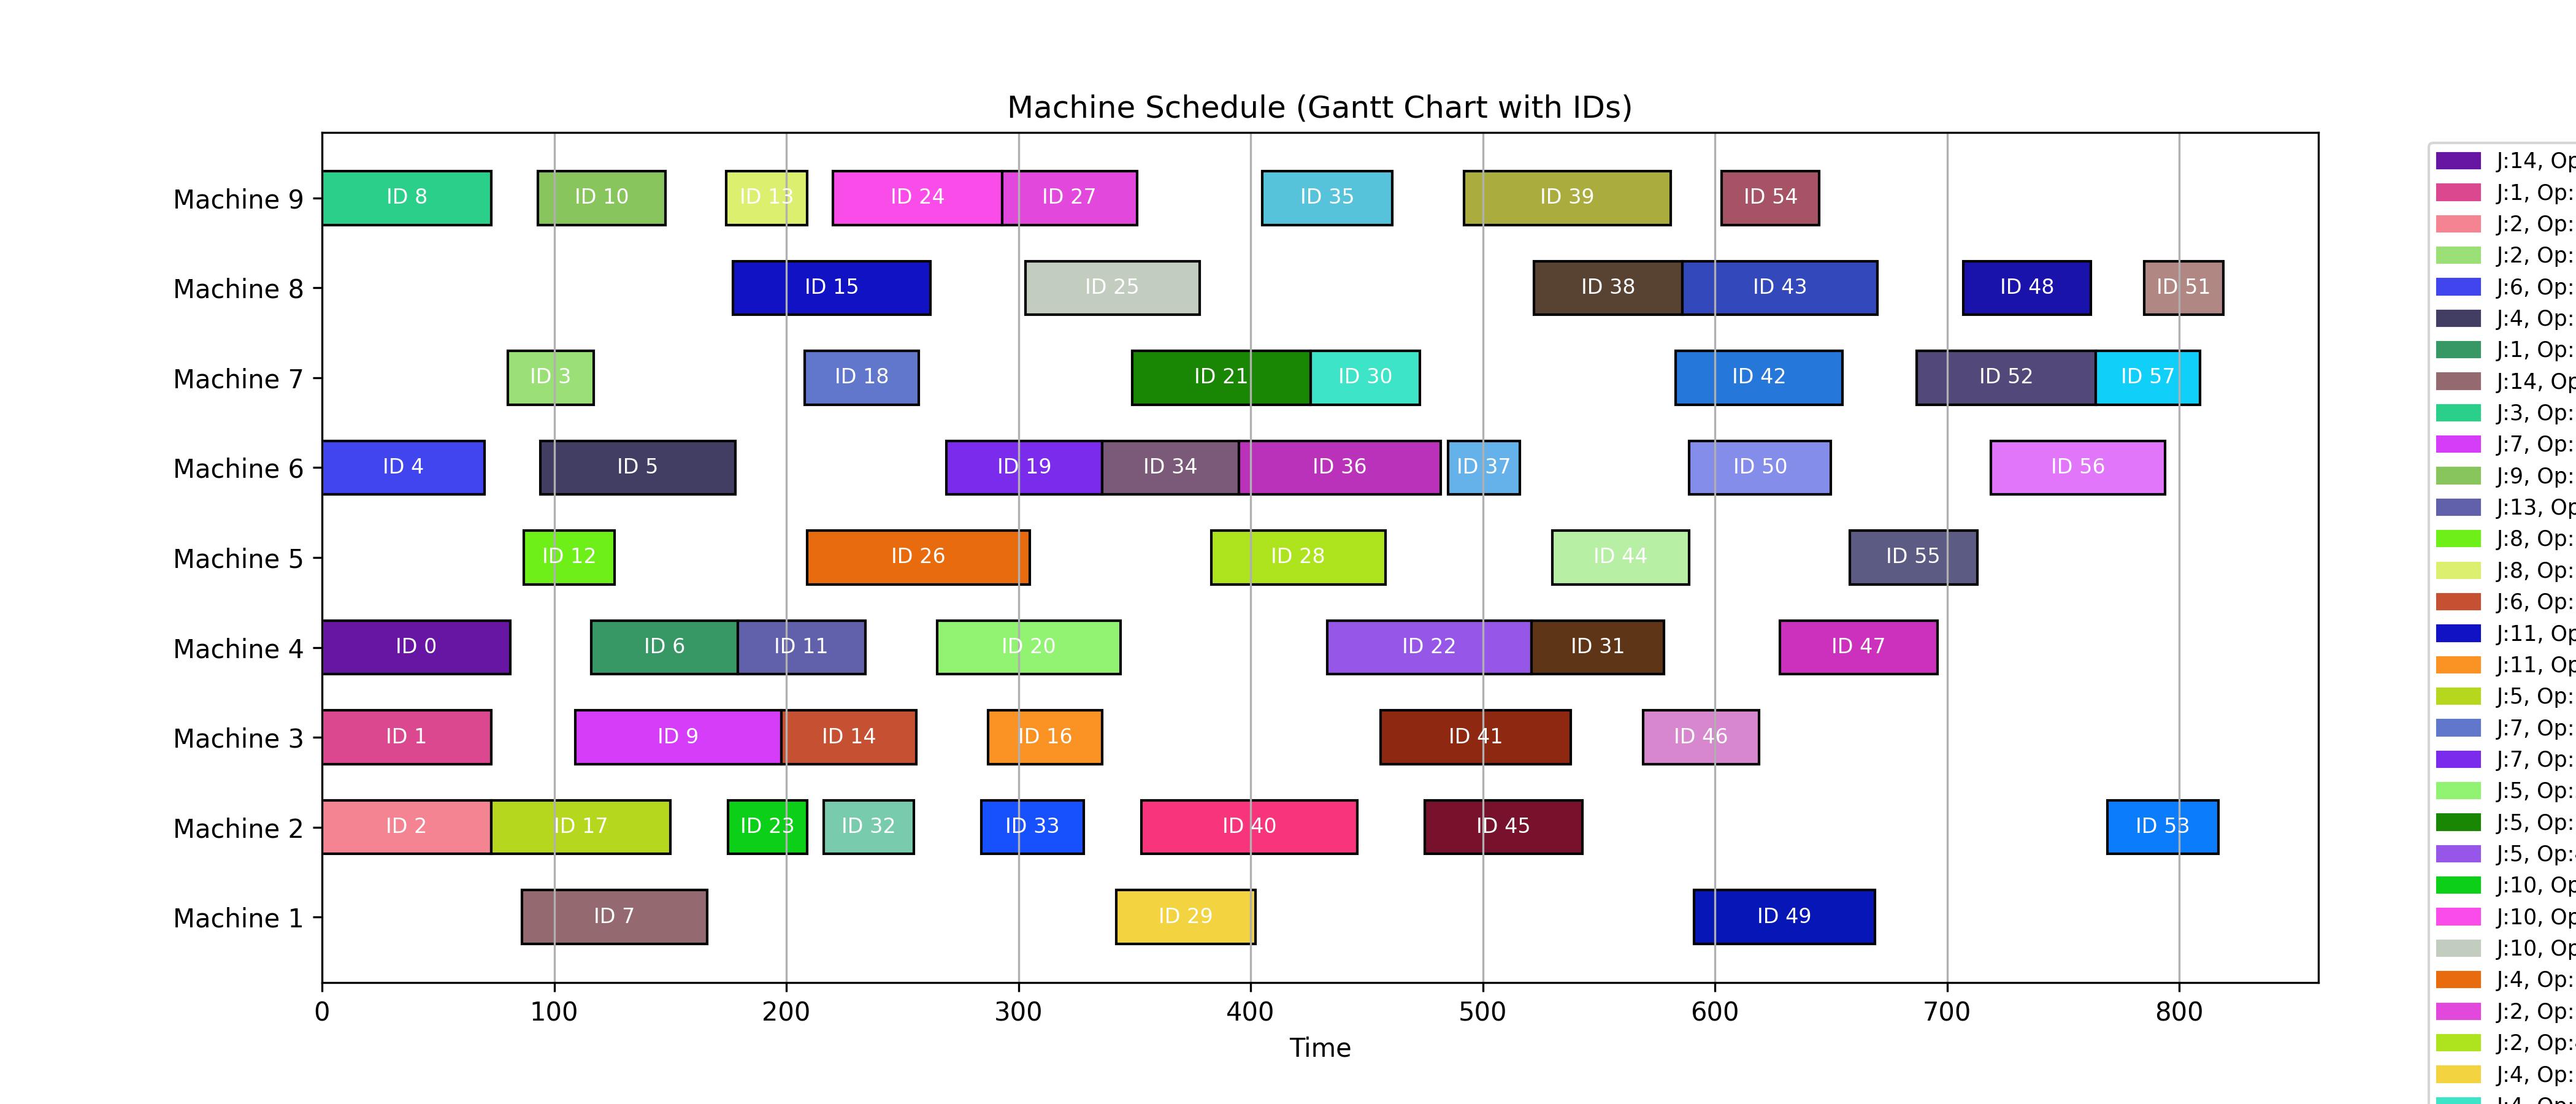 Machine Schedule (Gantt Chart with IDs)
Machine 9
ID 8
ID 10
ID 13
ID 24
ID 27
ID 35
ID 39
ID 54
Machine 8
ID 15
ID 25
ID 38
ID 43
ID 48
ID 51
Machine 7
ID 3
ID 18
ID 21
ID 30
ID 42
ID 52
ID 57
Machine 6
ID 4
ID 5
ID 19
ID 34
ID 36
ID 37
ID 50
ID 56
Machine 5
ID 12
ID 26
ID 28
ID 44
ID 55
Machine 4
ID 0
ID 6
ID 11
ID 20
ID 22
ID 31
ID 47
Machine 3
ID 1
ID 9
ID 14
ID 16
ID 41
ID 46
Machine 2
ID 2
ID 17
ID 23
ID 32
ID 33
ID 40
ID 45
ID 53
Machine 1
ID 7
ID 29
ID 49
0 100 200 300 400 500 600 700 800
Time
J:14, Op
J:1, Op:
J:2, Op:
J:2, Op:
J:6, Op:
J:4, Op:
J:1, Op:
J:14, Op
J:3, Op:
J:7, Op:
J:9, Op:
J:13, Op
J:8, Op:
J:8, Op:
J:6, Op:
J:11, Op
J:11, Op
J:5, Op:
J:7, Op:
J:7, Op:
J:5, Op:
J:5, Op:
J:5, Op:
J:10, Op
J:10, Op
J:10, Op
J:4, Op:
J:2, Op:
J:2, Op:
J:4, Op:
J:4, Op: